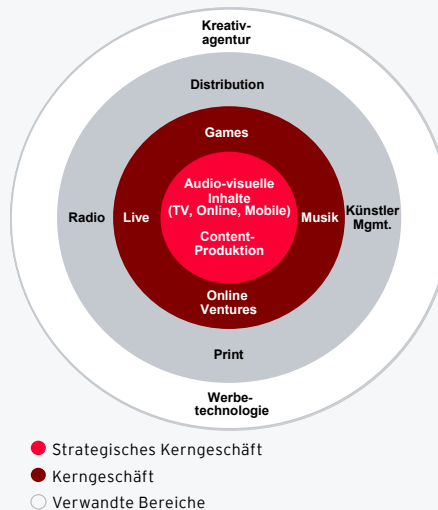 Kreativ-
agentur
Distribution
Games
Audio-visuelle
Inhalte
(TV, Online, Mobile)
Content-
Produktion
Radio
Live
Musik
Künstler
Mgmt.
Online
Ventures
Print
Werbe-
technologie
Strategisches Kerngeschäft
Kerngeschäft
Verwandte Bereiche